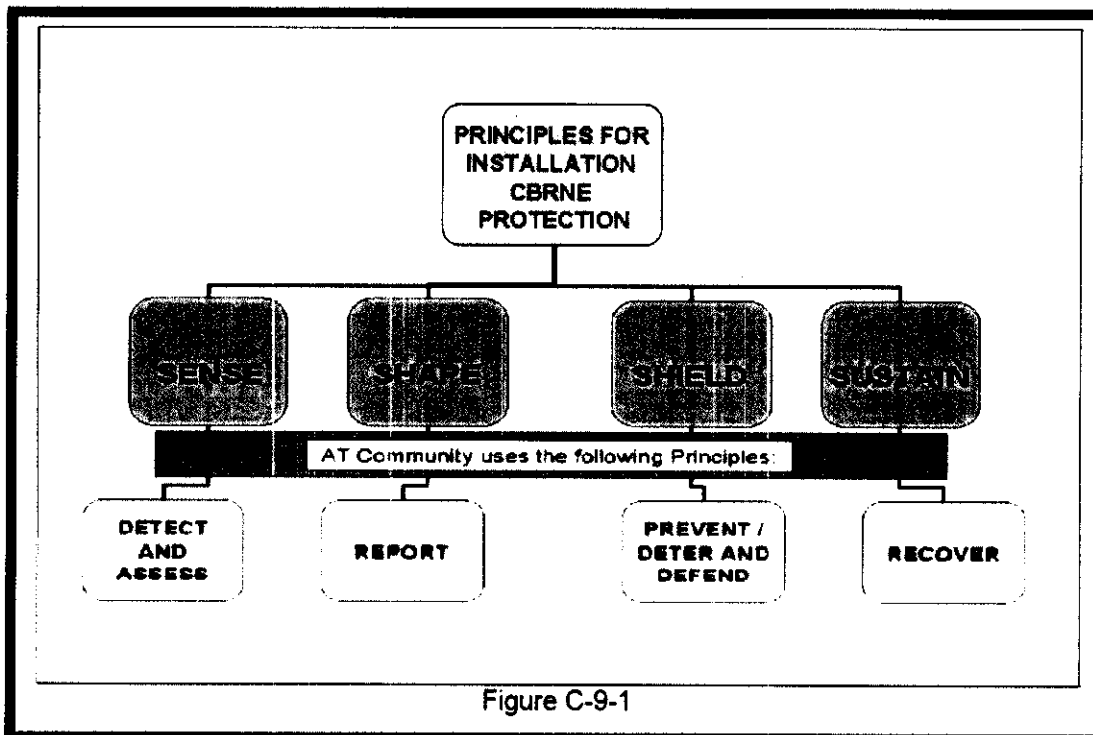 PRINCIPLES FOR
INSTALLATION
CBRNE
PROTECTION
SENSE
SHAPE
SHIELD
SUSTAIN
AT Community uses the following Principles:
DETECT
AND
ASSESS
REPORT
PREVENT /
DETER AND
DEFEND
RECOVER
Figure C-9-1